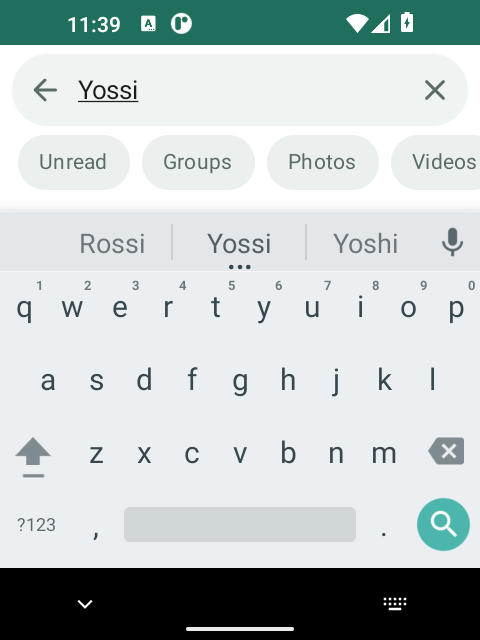 11:39 A
Yossi
Unread Groups Photos Videos
Rossi Yossi Yoshi
1 2 3 4 5 6 7 8 9 0
q w e r t y u i o p
a s d f g h j k l
z x c v b n m
?123 , .